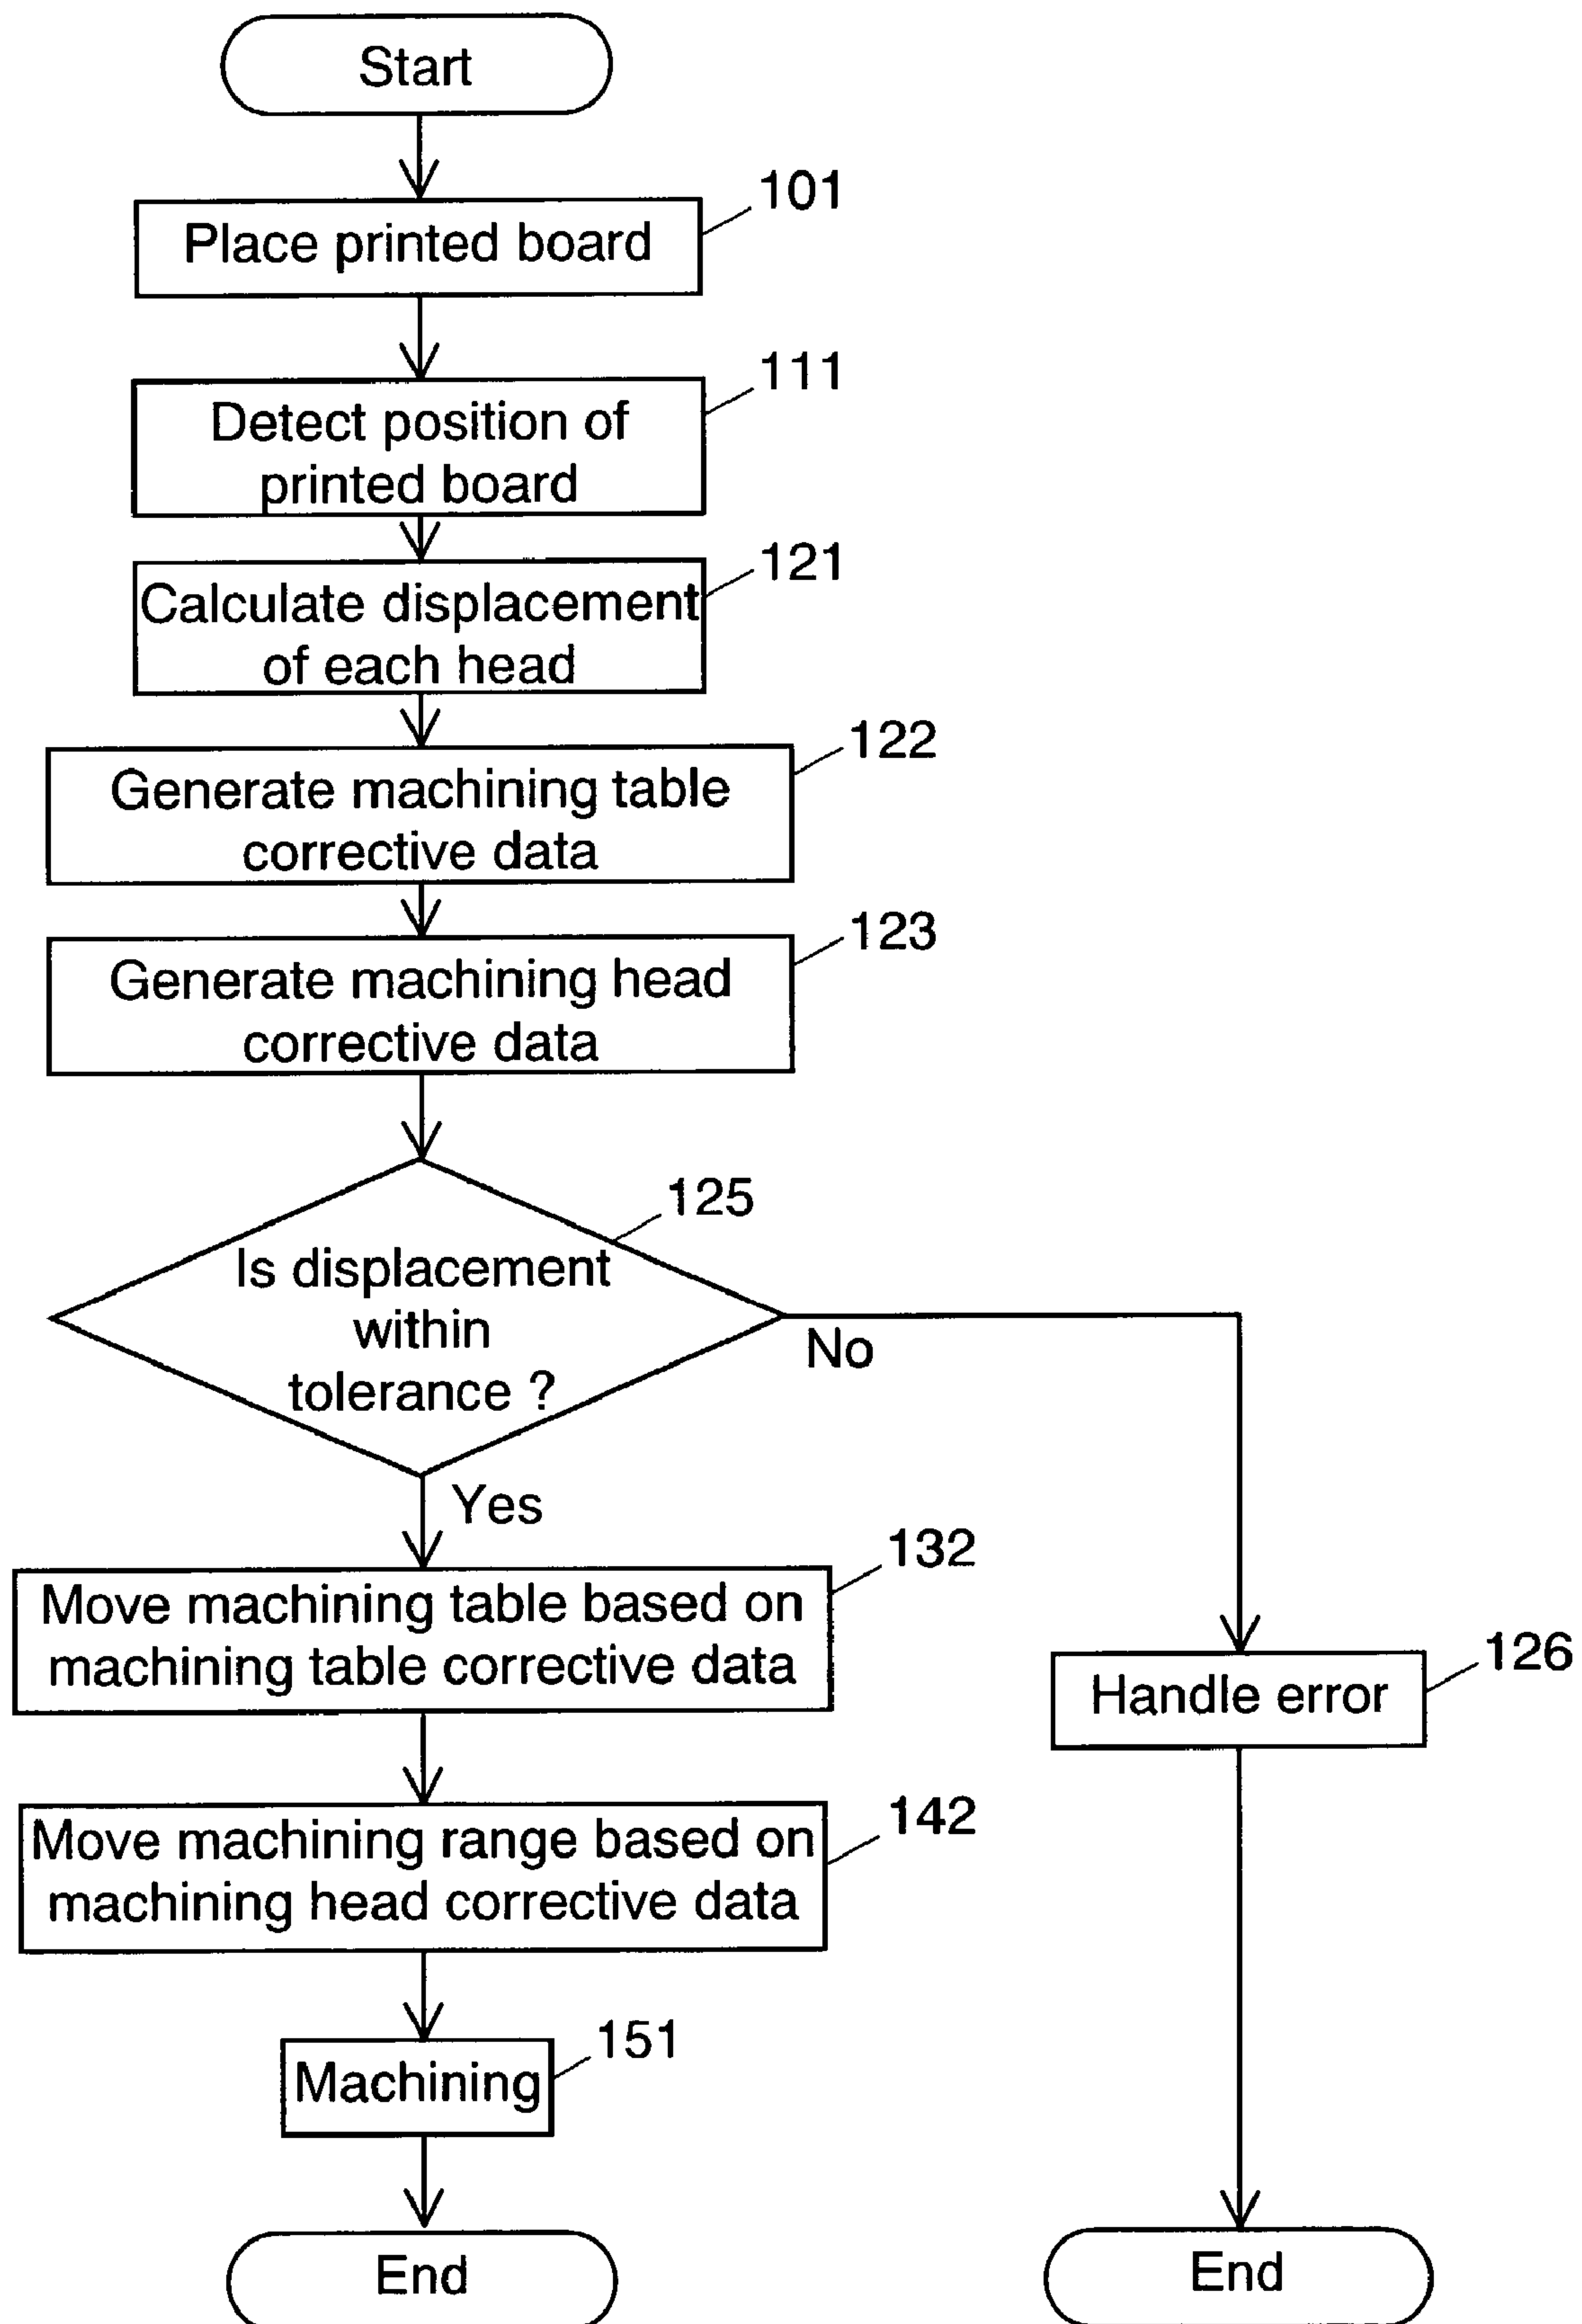 Start
101
Place printed board
111
Detect position of
printed board
121
Calculate displacement
of each head
122
Generate machining table
corrective data
123
Generate machining head
corrective data
125
Is displacement
within
tolerance ?
No
Yes
132
Move machining table based on
machining table corrective data
126
Handle error
142
Move machining range based on
machining head corrective data
151
Machining
End
End